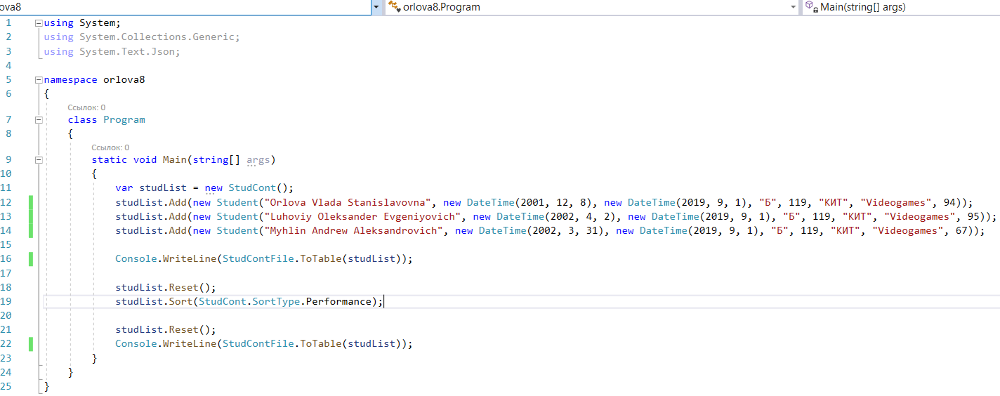 ova8 orlova8.Program Main(string[] args)
1 using System;
2 using System.Collections.Generic;
3 using System.Text.Json;
4
5 namespace orlova8
6 {
Ссылок: 0
7 class Program
8 {
Ссылок: 0
9 static void Main(string[] args)
10 {
11 var studList = new StudCont();
12 studList.Add(new Student("Orlova Vlada Stanislavovna", new DateTime(2001, 12, 8), new DateTime(2019, 9, 1), "Б", 119, "КИТ", "Videogames", 94));
13 studList.Add(new Student("Luhoviy Oleksander Evgeniyovich", new DateTime(2002, 4, 2), new DateTime(2019, 9, 1), "Б", 119, "КИТ", "Videogames", 95));
14 studList.Add(new Student("Myhlin Andrew Aleksandrovich", new DateTime(2002, 3, 31), new DateTime(2019, 9, 1), "Б", 119, "КИТ", "Videogames", 67));
15
16 Console.WriteLine(StudContFile.ToTable(studList));
17
18 studList.Reset();
19 studList.Sort(StudCont.SortType.Performance);
20
21 studList.Reset();
22 Console.WriteLine(StudContFile.ToTable(studList));
23 }
24 }
25 }